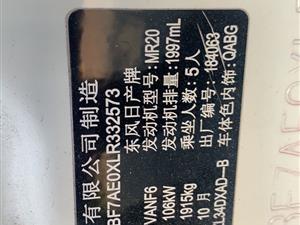 有限公司制造
BF7AE0XLR332573
东风日产牌
VANF6 发动机型号:MR20
106kW 发动机排量:1997mL
1915kg 乘坐人数:5人
10月 出厂编号:184063
L34DXAD—B 车体色内饰:QABG